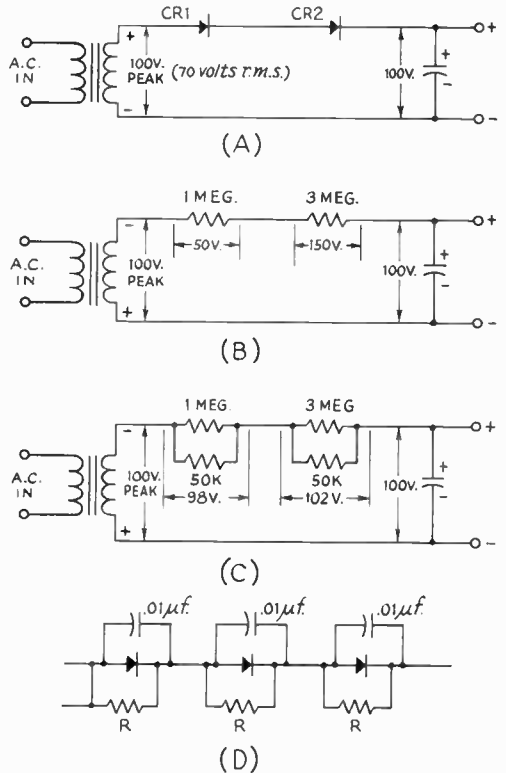 CR1 CR2
+ + +
A.C. IN
100V. PEAK (70 volts r.m.s.)
100V.
- - -
(A)
1 MEG. 3 MEG.
- +
50V. 150V.
A.C. IN
100V. PEAK
100V.
+
+ - -
(B)
1 MEG. 3 MEG.
- +
50K 50K
98V. 102V.
A.C. IN
100V. PEAK
100V.
+
+ - -
(C)
.01μf. .01μf. .01μf.
R R R
(D)